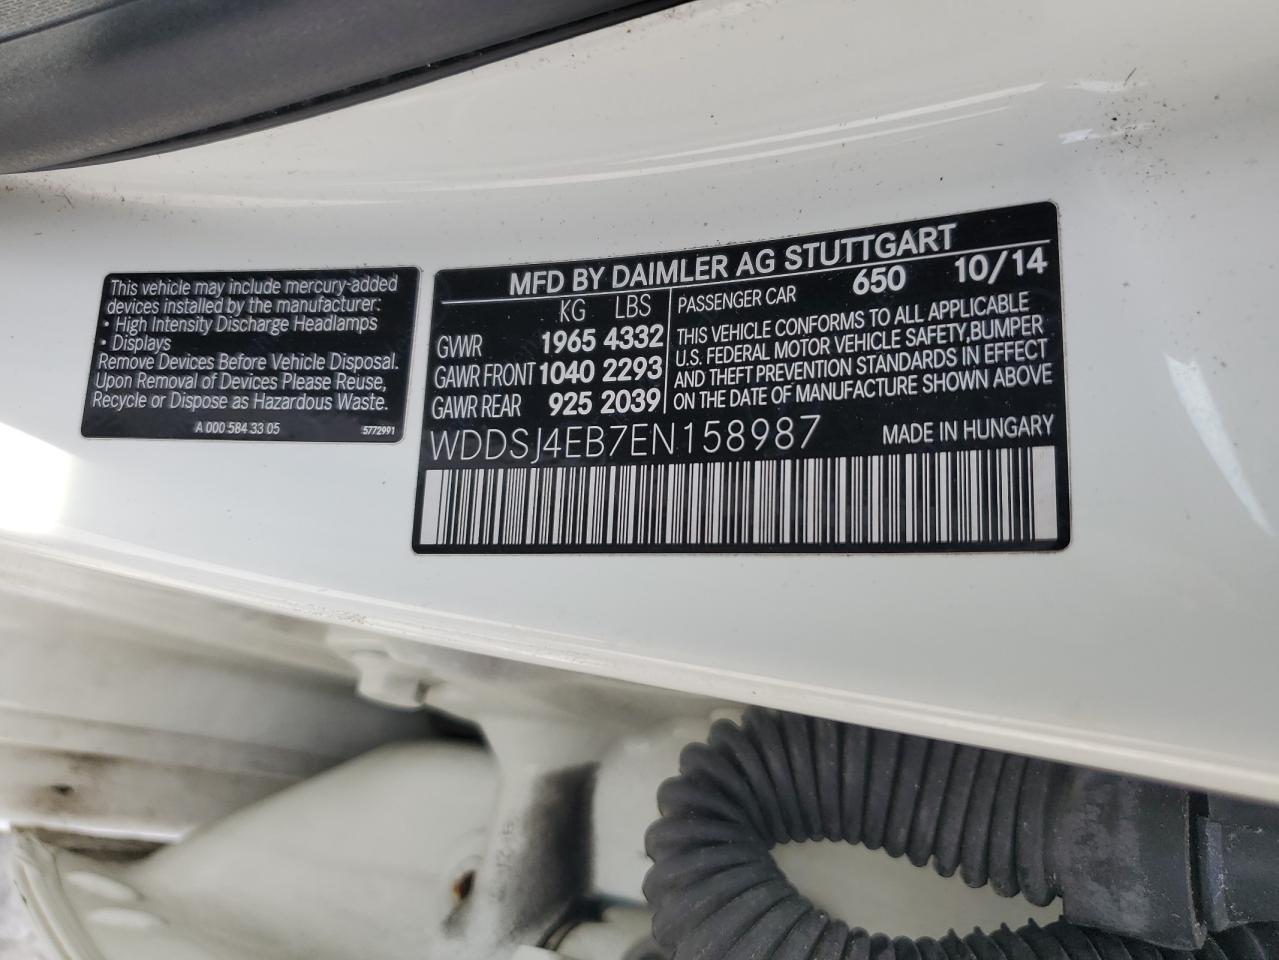 This vehicle may include mercury-added
devices installed by the manufacturer:
• High Intensity Discharge Headlamps
• Displays
Remove Devices Before Vehicle Disposal.
Upon Removal of Devices Please Reuse,
Recycle or Dispose as Hazardous Waste.
A 000 584 33 05 5772991
MFD BY DAIMLER AG STUTTGART
KG LBS
GVWR 1965 4332
GAWR FRONT 1040 2293
GAWR REAR 925 2039
PASSENGER CAR 650 10/14
THIS VEHICLE CONFORMS TO ALL APPLICABLE
U.S. FEDERAL MOTOR VEHICLE SAFETY, BUMPER
AND THEFT PREVENTION STANDARDS IN EFFECT
ON THE DATE OF MANUFACTURE SHOWN ABOVE
WDDSJ4EB7EN158987 MADE IN HUNGARY